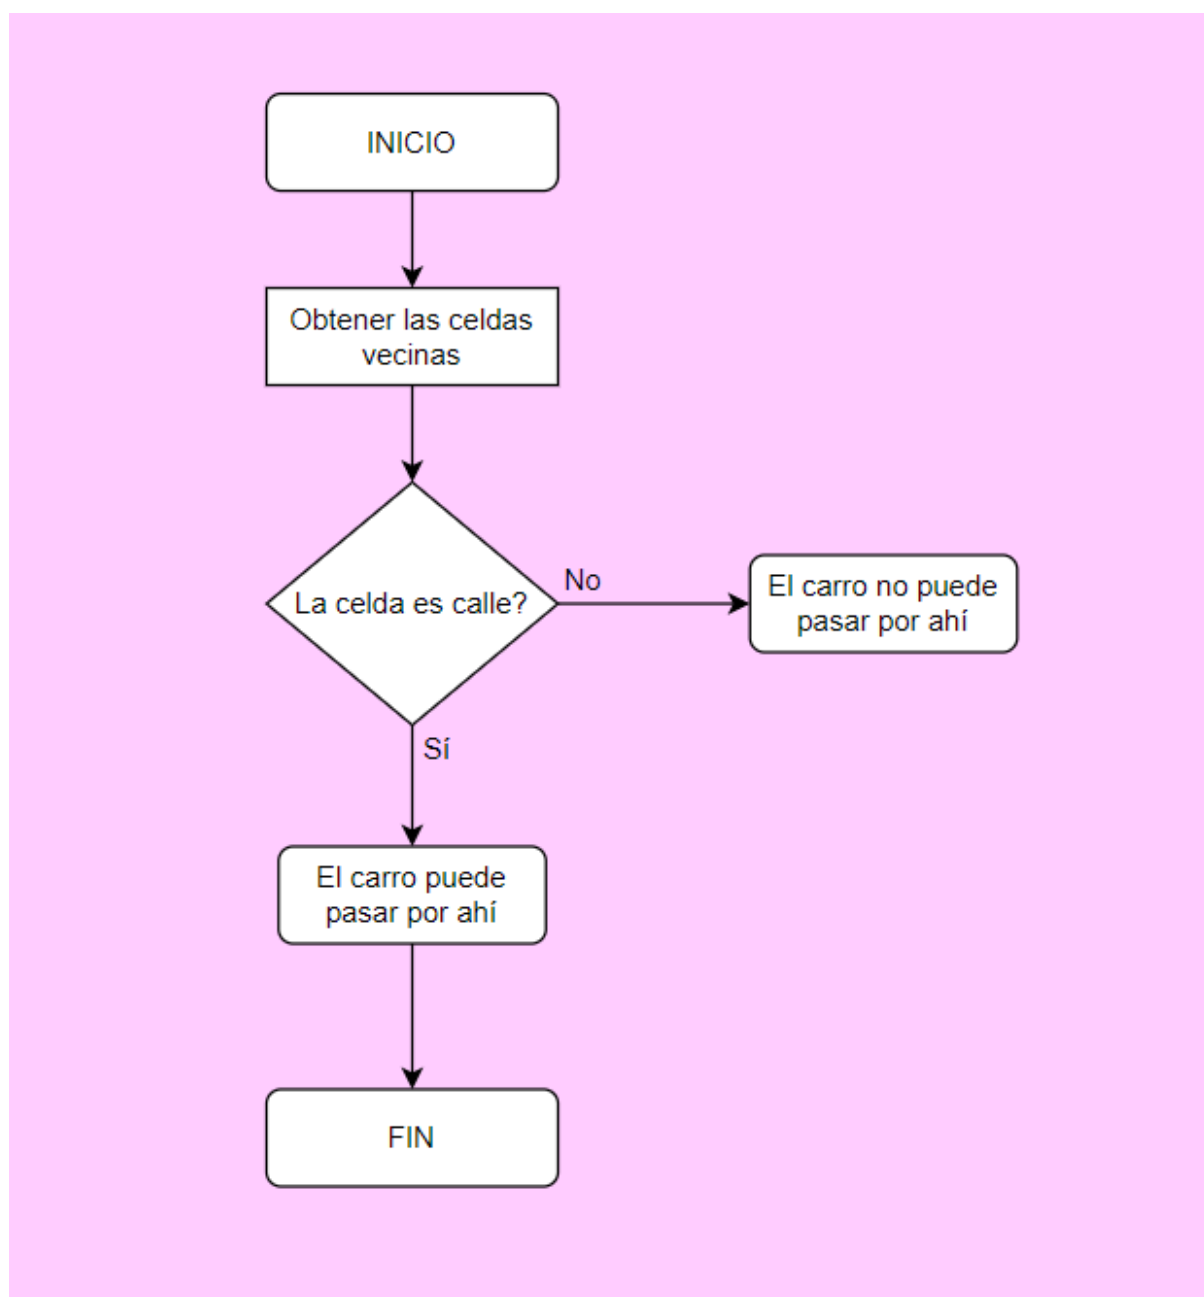 INICIO
Obtener las celdas
vecinas
La celda es calle?
No
El carro no puede
pasar por ahí
Sí
El carro puede
pasar por ahí
FIN